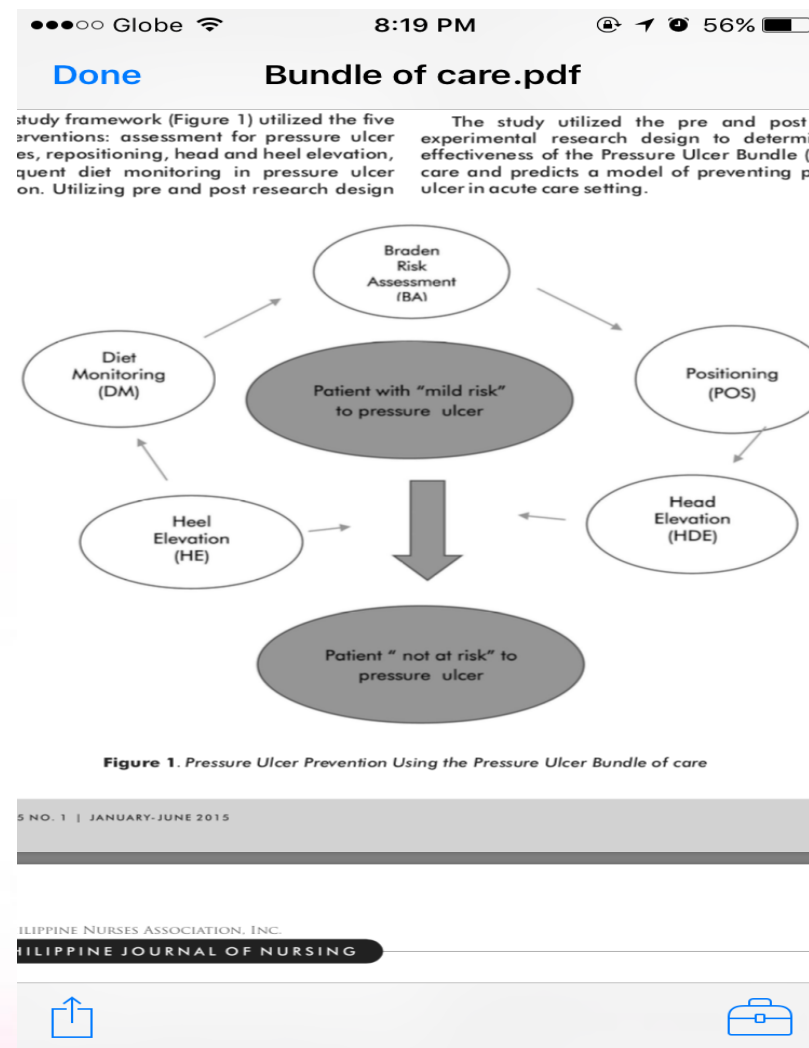 Globe 8:19 PM 56%
Done Bundle of care.pdf
study framework (Figure 1) utilized the five
erventions: assessment for pressure ulcer
es, repositioning, head and heel elevation,
quent diet monitoring in pressure ulcer
on. Utilizing pre and post research design
The study utilized the pre and post
experimental research design to determi
effectiveness of the Pressure Ulcer Bundle (
care and predicts a model of preventing p
ulcer in acute care setting.
Braden
Risk
Assessment
(BA)
Diet
Monitoring
(DM)
Patient with “mild risk”
to pressure ulcer
Positioning
(POS)
Heel
Elevation
(HE)
Head
Elevation
(HDE)
Patient “ not at risk” to
pressure ulcer
Figure 1. Pressure Ulcer Prevention Using the Pressure Ulcer Bundle of care
5 NO. 1 | JANUARY-JUNE 2015
ILIPPINE NURSES ASSOCIATION, INC.
HILIPPINE JOURNAL OF NURSING